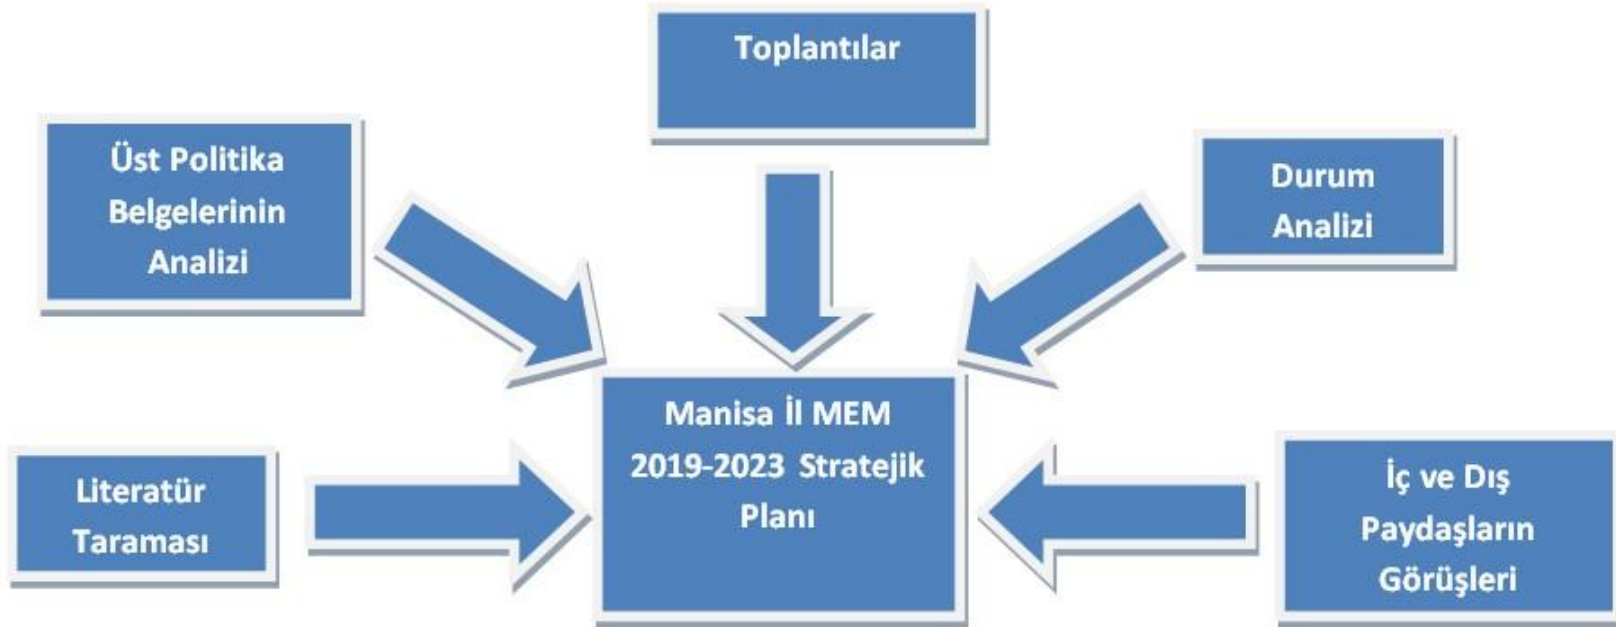 Toplantılar
Üst Politika
Belgelerinin
Analizi
Durum
Analizi
Literatür
Taraması
Manisa İl MEM
2019-2023 Stratejik
Planı
İç ve Dış
Paydaşların
Görüşleri